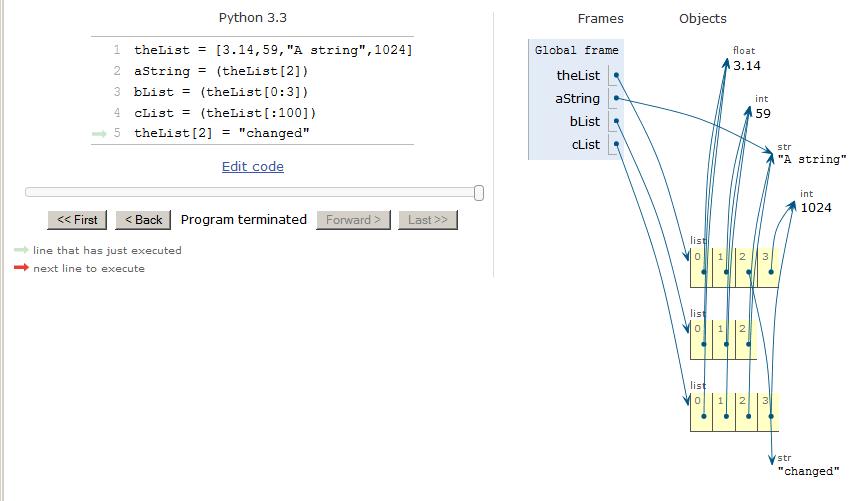 Python 3.3
1 theList = [3.14,59,"A string",1024]
2 aString = (theList[2])
3 bList = (theList[0:3])
4 cList = (theList[:100])
5 theList[2] = "changed"
Edit code
<< First < Back Program terminated Forward > Last >>
line that has just executed
next line to execute
Frames Objects
Global frame
theList
aString
bList
cList
float
3.14
int
59
str
"A string"
int
1024
list
0 1 2 3
list
0 1 2
list
0 1 2 3
str
"changed"